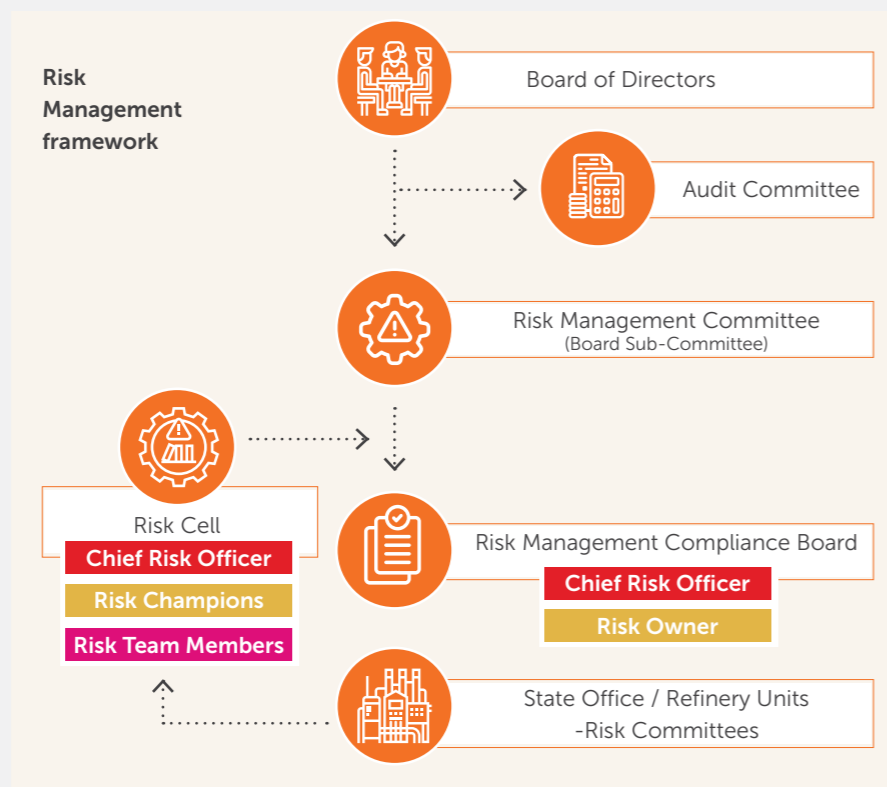 Risk
Management
framework
Board of Directors
Audit Committee
Risk Management Committee
(Board Sub-Committee)
Risk Cell
Chief Risk Officer
Risk Champions
Risk Team Members
Risk Management Compliance Board
Chief Risk Officer
Risk Owner
State Office / Refinery Units
-Risk Committees